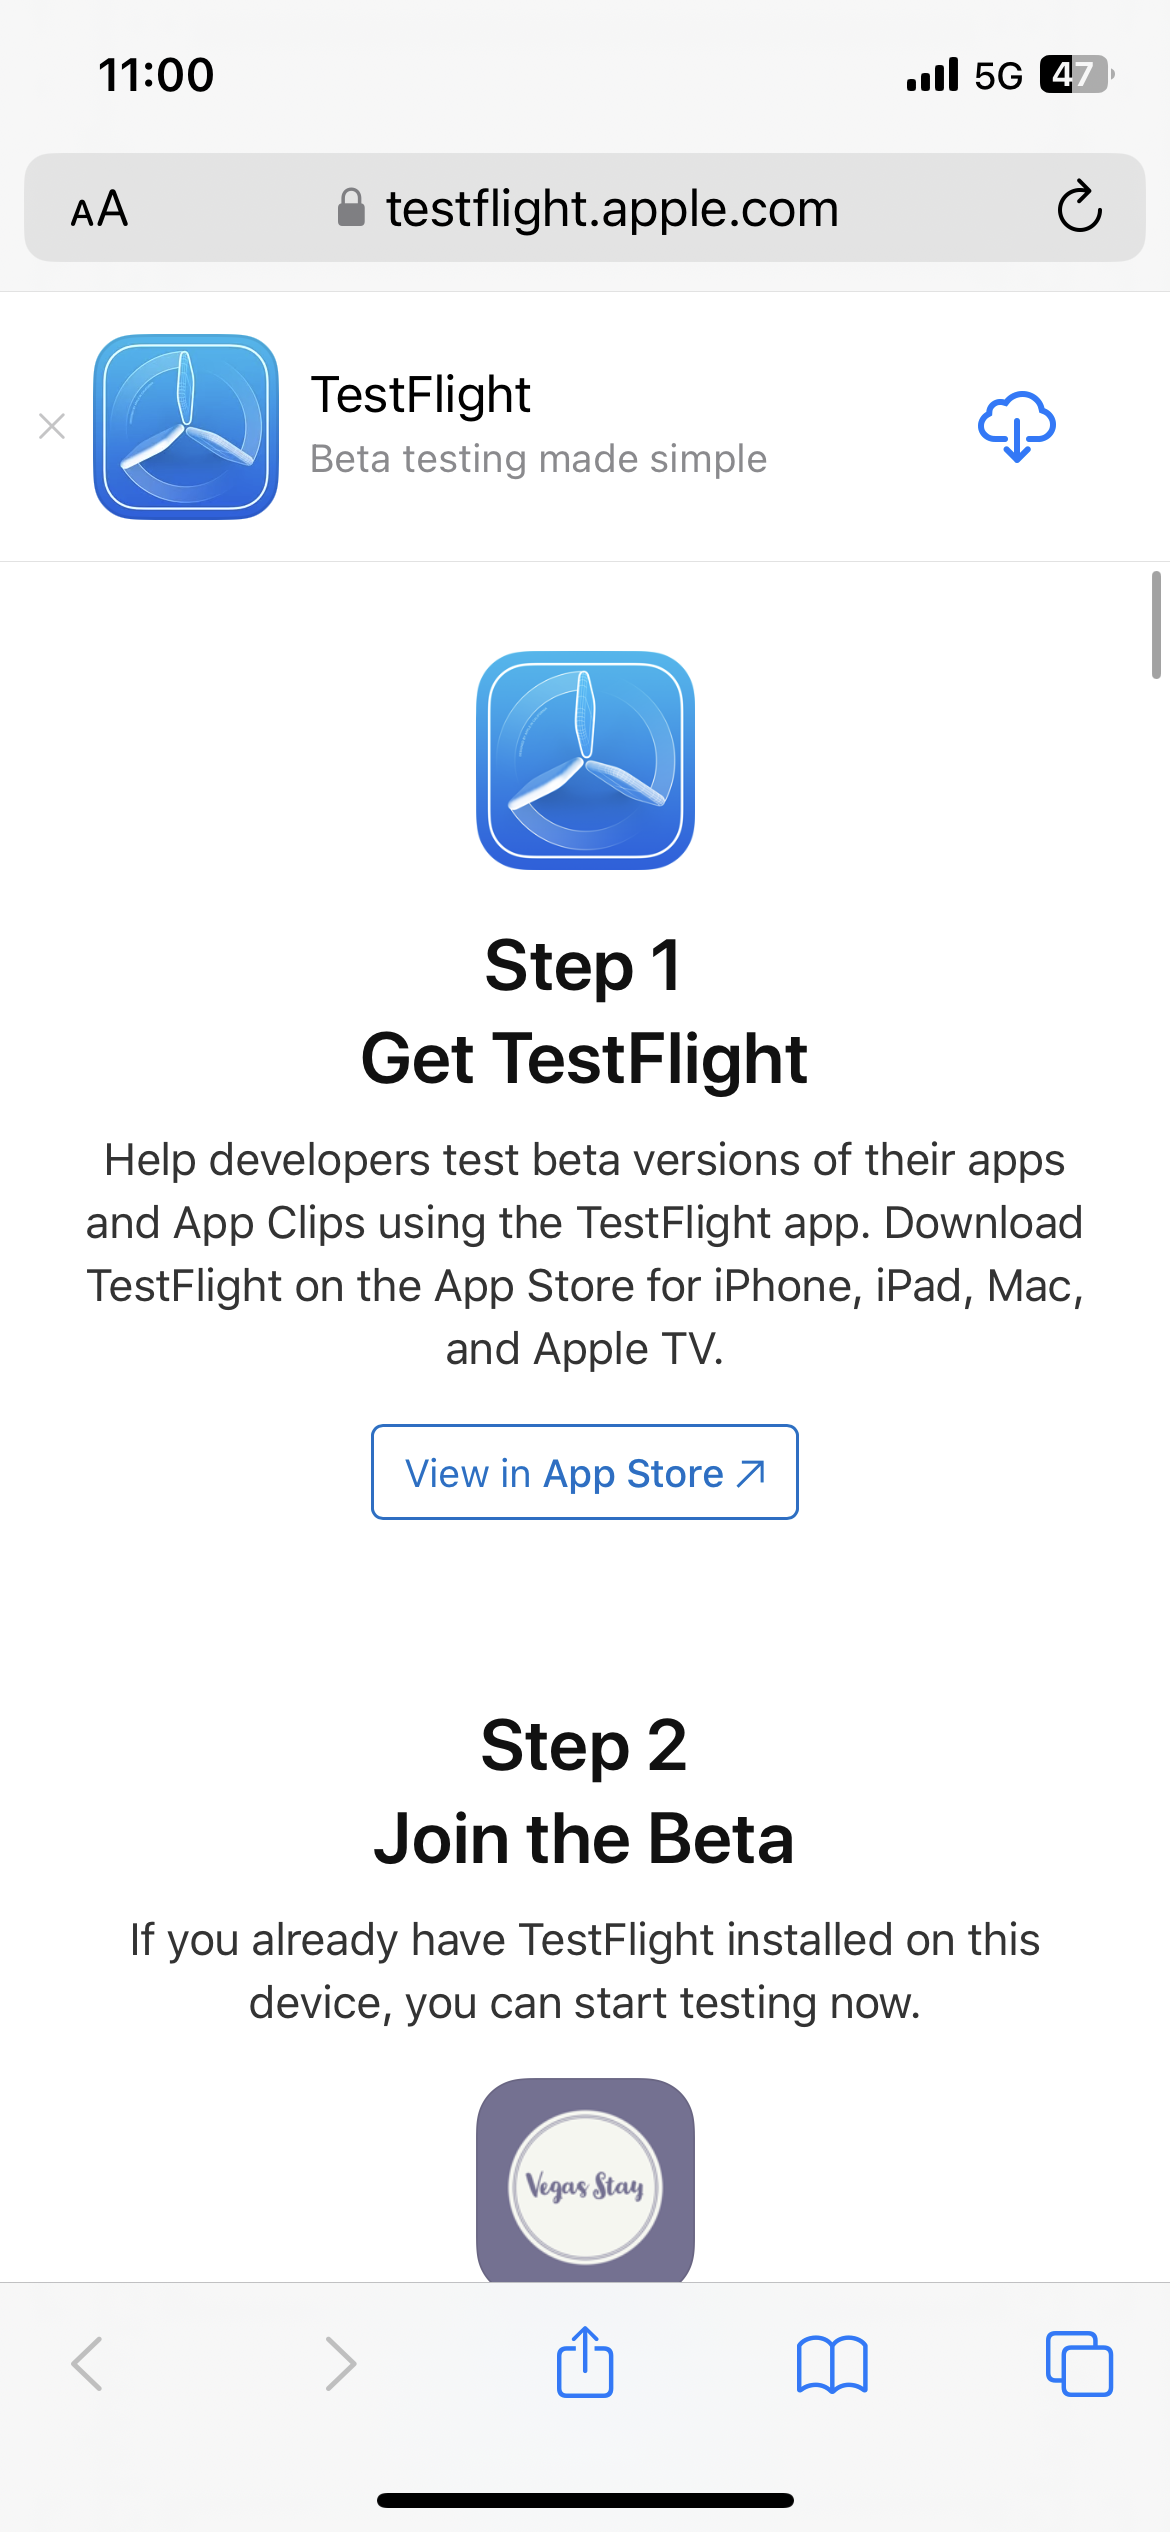 11:00
5G 47
AA testflight.apple.com
TestFlight
Beta testing made simple
Step 1
Get TestFlight
Help developers test beta versions of their apps
and App Clips using the TestFlight app. Download
TestFlight on the App Store for iPhone, iPad, Mac,
and Apple TV.
View in App Store
Step 2
Join the Beta
If you already have TestFlight installed on this
device, you can start testing now.
Vegas Stay